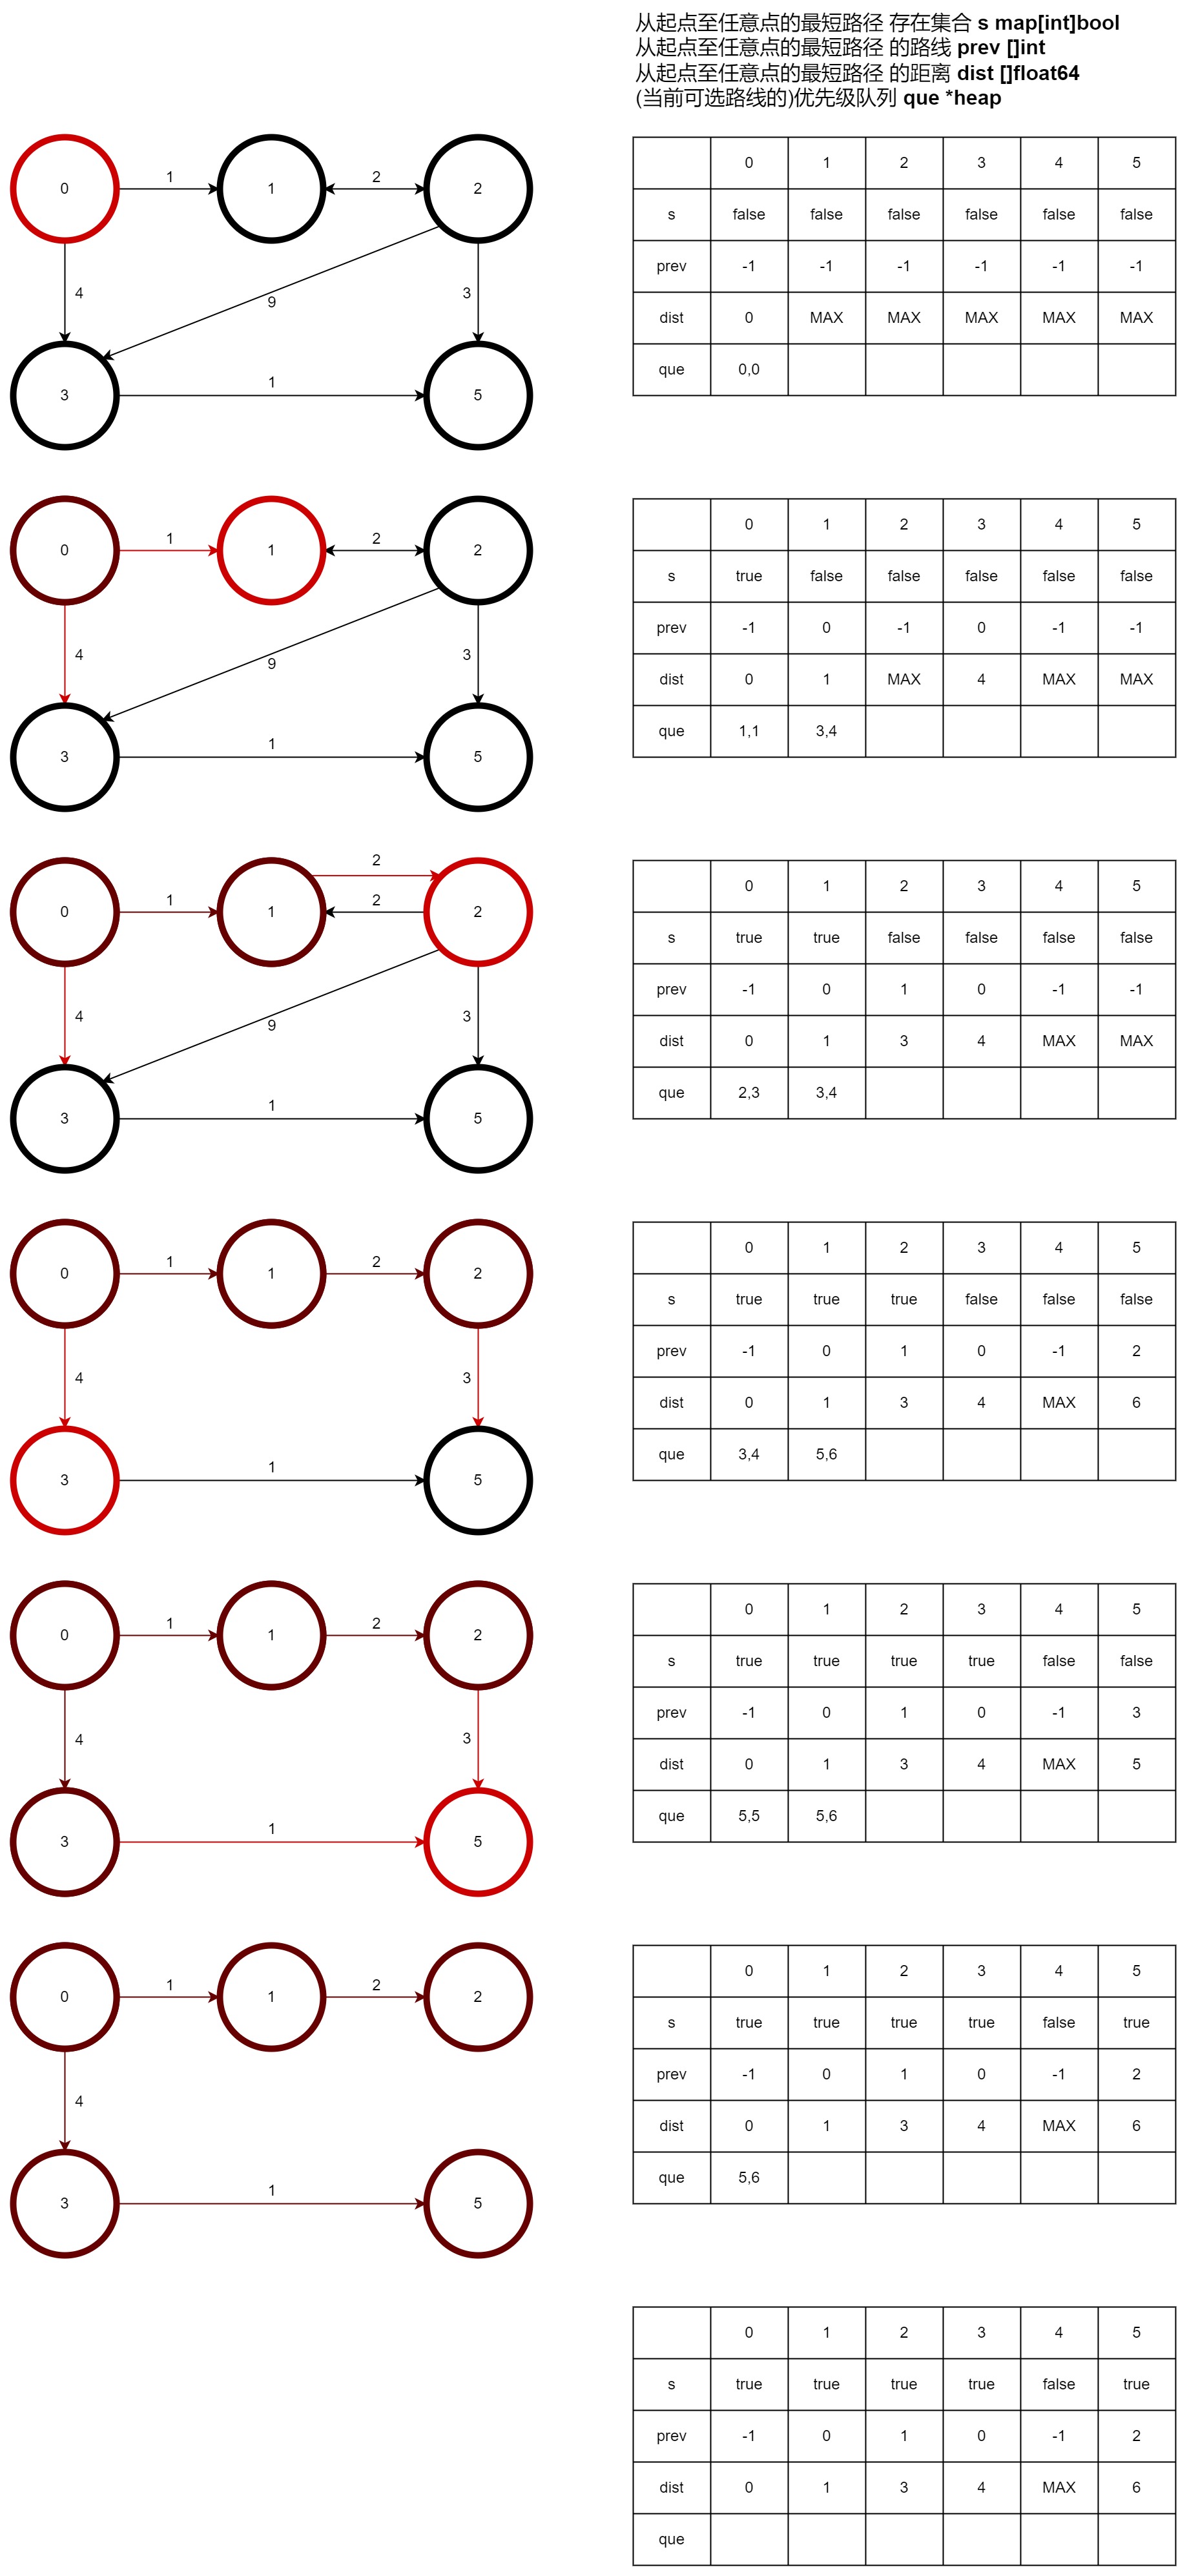 从起点至任意点的最短路径 存在集合 s map[int]bool
从起点至任意点的最短路径 的路线 prev []int
从起点至任意点的最短路径 的距离 dist []float64
(当前可选路线的)优先级队列 que *heap
0 1 1 2 2
4 9 3
3 1 5
0 1 2 3 4 5
s false false false false false false
prev -1 -1 -1 -1 -1 -1
dist 0 MAX MAX MAX MAX MAX
que 0,0
0 1 1 2 2
4 9 3
3 1 5
0 1 2 3 4 5
s true false false false false false
prev -1 0 -1 0 -1 -1
dist 0 1 MAX 4 MAX MAX
que 1,1 3,4
2
0 1 1 2 2
4 9 3
3 1 5
0 1 2 3 4 5
s true true false false false false
prev -1 0 1 0 -1 -1
dist 0 1 3 4 MAX MAX
que 2,3 3,4
0 1 1 2 2
4 3
3 1 5
0 1 2 3 4 5
s true true true false false false
prev -1 0 1 0 -1 2
dist 0 1 3 4 MAX 6
que 3,4 5,6
0 1 1 2 2
4 3
3 1 5
0 1 2 3 4 5
s true true true true false false
prev -1 0 1 0 -1 3
dist 0 1 3 4 MAX 5
que 5,5 5,6
0 1 1 2 2
4
3 1 5
0 1 2 3 4 5
s true true true true false true
prev -1 0 1 0 -1 2
dist 0 1 3 4 MAX 6
que 5,6
0 1 2 3 4 5
s true true true true false true
prev -1 0 1 0 -1 2
dist 0 1 3 4 MAX 6
que